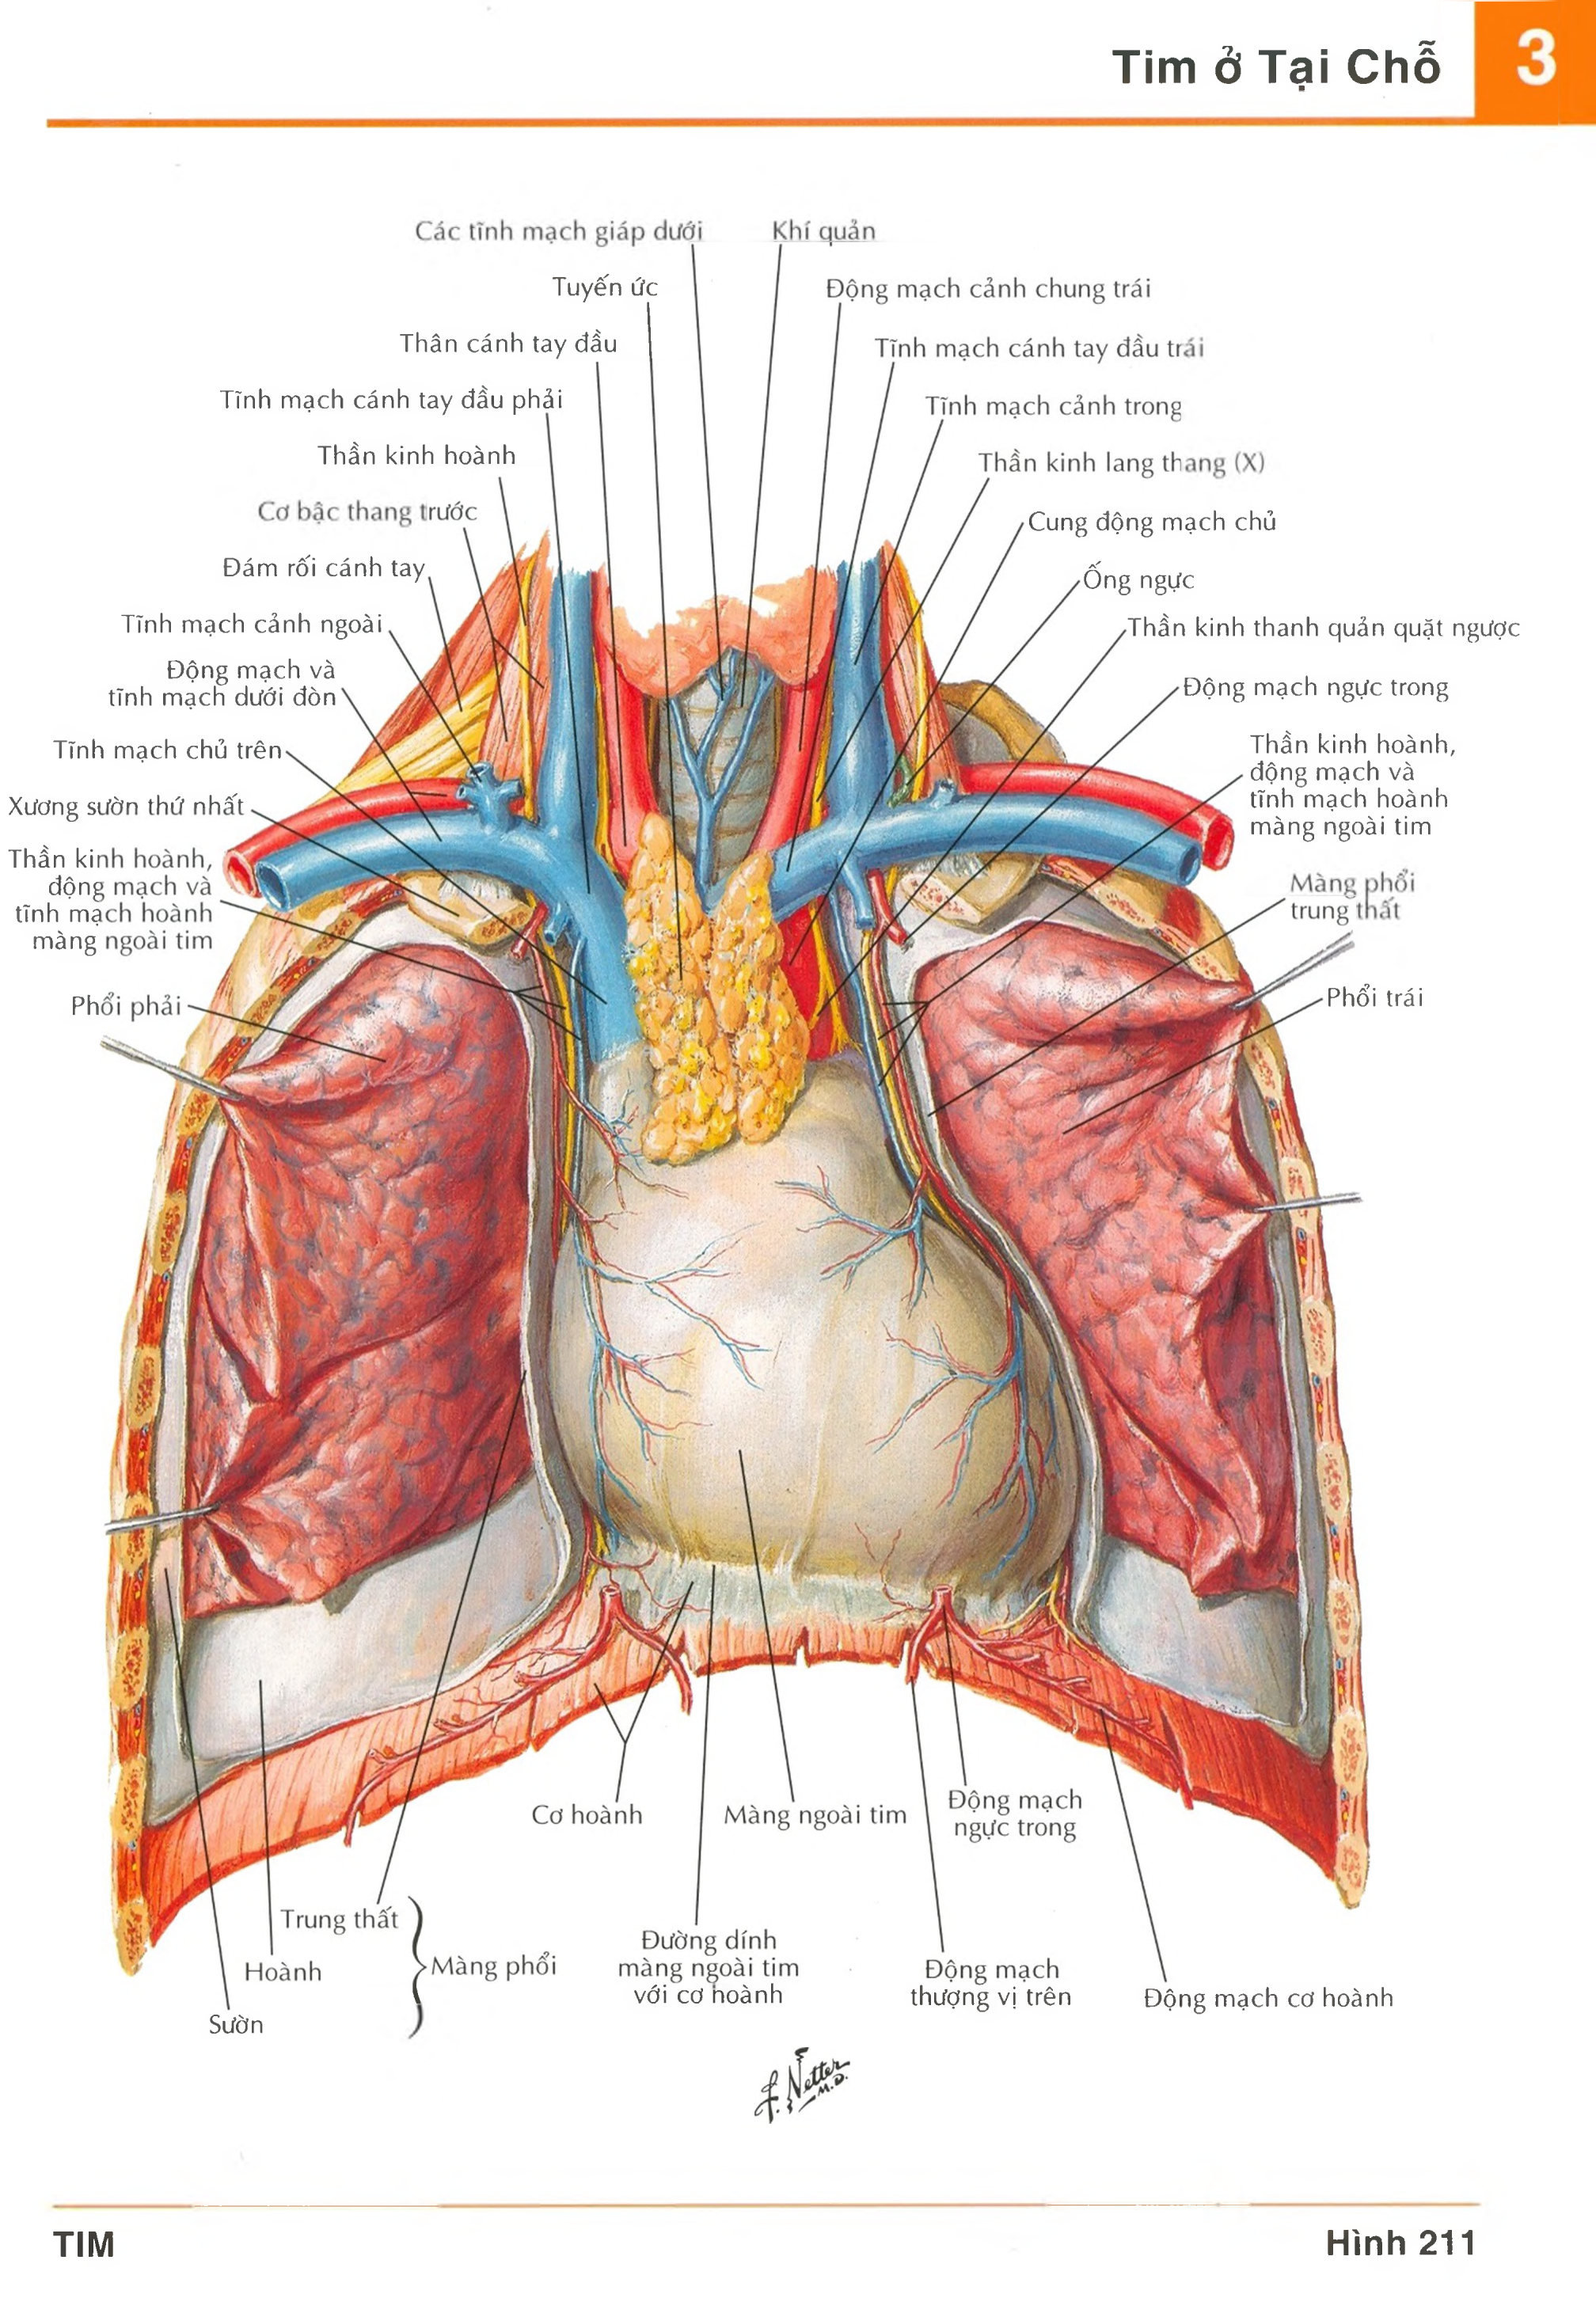 Tim ở Tại Chỗ
3
Các tĩnh mạch giáp dưới
Khí quản
Tuyến ức
Động mạch cảnh chung trái
Thân cánh tay đầu
Tĩnh mạch cánh tay đầu trái
Tĩnh mạch cánh tay đầu phải
Tĩnh mạch cảnh trong
Thần kinh hoành
Thần kinh lang thang (X)
Cơ bậc thang trước
Cung động mạch chủ
Đám rối cánh tay
Ống ngực
Tĩnh mạch cảnh ngoài
Thần kinh thanh quản quặt ngược
Động mạch và
tĩnh mạch dưới đòn
Động mạch ngực trong
Tĩnh mạch chủ trên
Thần kinh hoành,
động mạch và
tĩnh mạch hoành
màng ngoài tim
Xương sườn thứ nhất
Thần kinh hoành,
động mạch và
tĩnh mạch hoành
màng ngoài tim
Màng phổi
trung thất
Phổi phải
Phổi trái
Cơ hoành
Màng ngoài tim
Động mạch
ngực trong
Trung thất
Hoành
Sườn
Màng phổi
Đường dính
màng ngoài tim
với cơ hoành
Động mạch
thượng vị trên
Động mạch cơ hoành
F. Netter
M.D.
TIM
Hình 211